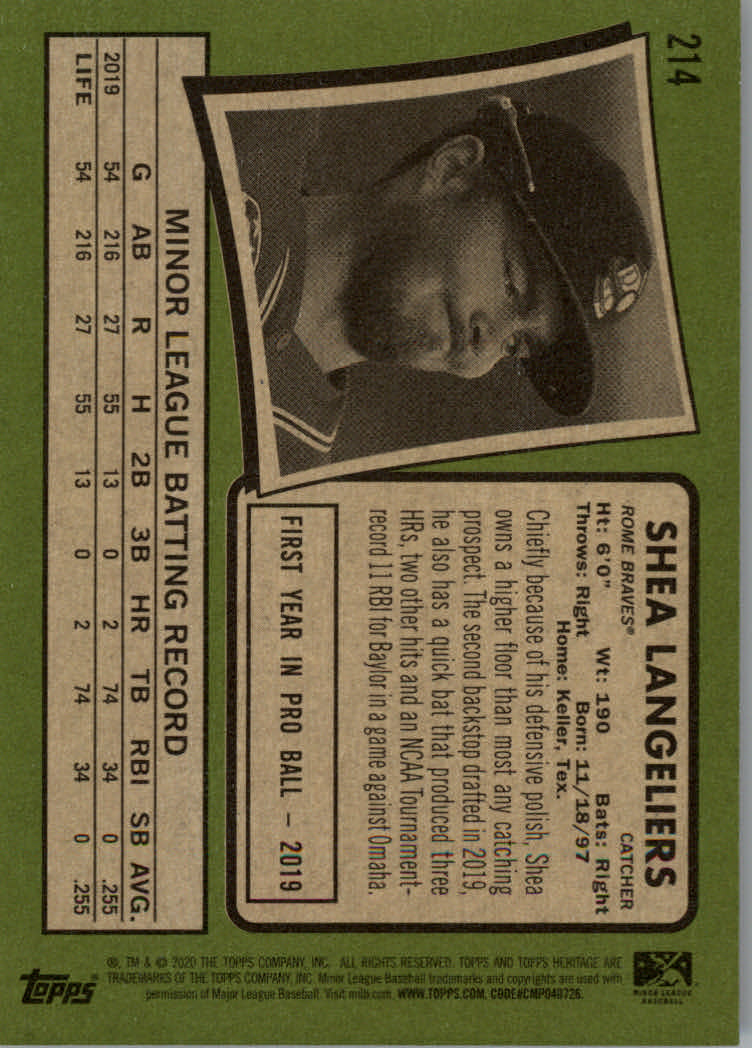 214
SHEA LANGELIERS
ROME BRAVES® CATCHER
Ht: 6'0" Wt: 190 Bats: Right
Throws: Right Born: 11/18/97
Home: Keller, Tex.
Chiefly because of his defensive polish, Shea
owns a higher floor than most any catching
prospect. The second backstop drafted in 2019,
he also has a quick bat that produced three
HRs, two other hits and an NCAA Tournament-
record 11 RBI for Baylor in a game against Omaha.
FIRST YEAR IN PRO BALL – 2019
MINOR LEAGUE BATTING RECORD
G AB R H 2B 3B HR TB RBI SB AVG.
2019 54 216 27 55 13 0 2 74 34 0 .255
LIFE 54 216 27 55 13 0 2 74 34 0 .255
MINOR LEAGUE
BASEBALL
®, TM & © 2020 THE TOPPS COMPANY, INC. ALL RIGHTS RESERVED. TOPPS AND TOPPS HERITAGE ARE
TRADEMARKS OF THE TOPPS COMPANY, INC. Minor League Baseball trademarks and copyrights are used with
permission of Major League Baseball. Visit milb.com. WWW.TOPPS.COM. CODE#CMP040726.
topps®